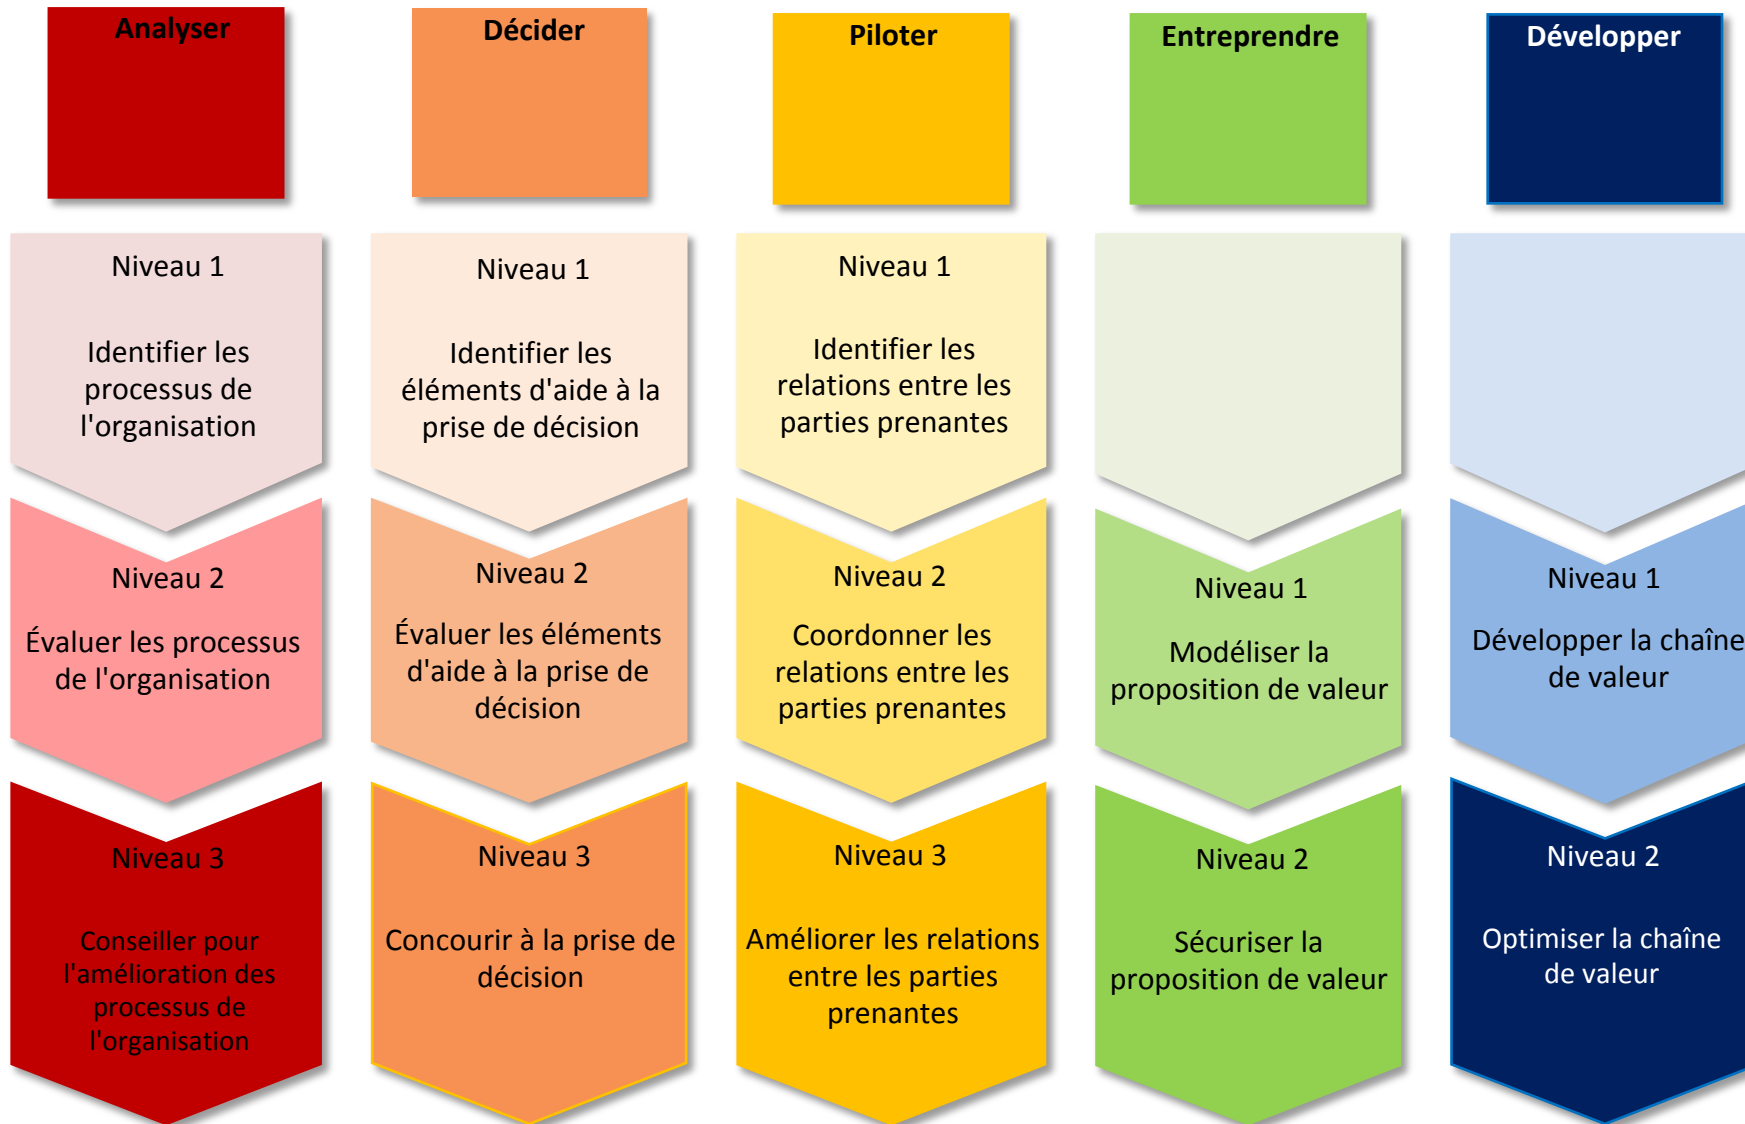 Analyser
Décider
Piloter
Entreprendre
Développer
Niveau 1
Identifier les
processus de
l'organisation
Niveau 1
Identifier les
éléments d'aide à la
prise de décision
Niveau 1
Identifier les
relations entre les
parties prenantes
Niveau 2
Évaluer les processus
de l'organisation
Niveau 2
Évaluer les éléments
d'aide à la prise de
décision
Niveau 2
Coordonner les
relations entre les
parties prenantes
Niveau 1
Modéliser la
proposition de valeur
Niveau 1
Développer la chaîne
de valeur
Niveau 3
Conseiller pour
l'amélioration des
processus de
l'organisation
Niveau 3
Concourir à la prise de
décision
Niveau 3
Améliorer les relations
entre les parties
prenantes
Niveau 2
Sécuriser la
proposition de valeur
Niveau 2
Optimiser la chaîne
de valeur